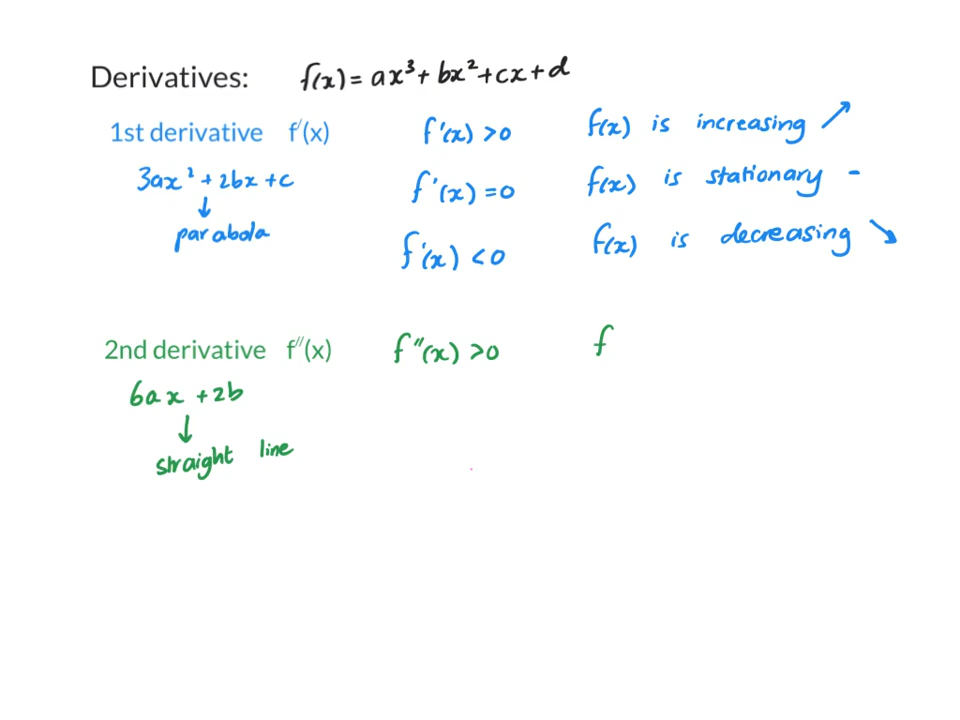 Derivatives: f(x) = ax³ + bx² + cx + d
1st derivative f′(x) f'(x) >0 f(x) is increasing ↗
3ax² + 2bx + c f'(x) =0 f(x) is stationary -
↓
parabola f'(x) <0 f(x) is decreasing ↘
2nd derivative f″(x) f"(x) >0 f
6ax + 2b
↓
straight line